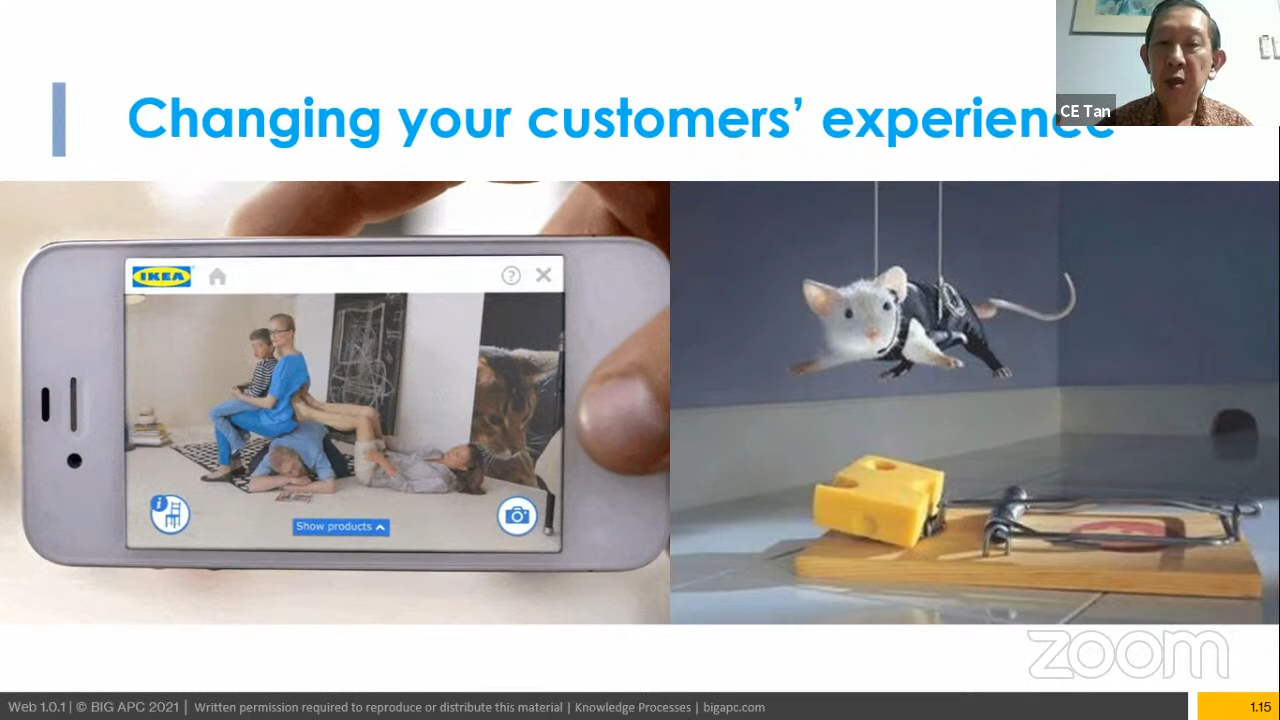 Changing your customers’ experience
CE Tan
IKEA
Show products
zoom
Web 1.0.1 | © BIG APC 2021 | Written permission required to reproduce or distribute this material | Knowledge Processes | bigapc.com
1.15